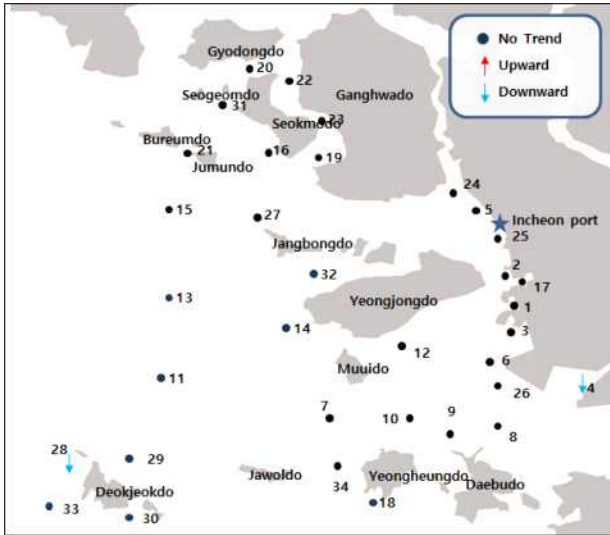 No Trend
Upward
Downward
Gyodongdo
20
22
Seogeomdo
31
Ganghwado
23
Seokmodo
Bureumdo
21
16
19
Jumundo
24
15
27
5
Incheon port
25
Jangbongdo
32
2
17
13
Yeongjongdo
1
14
3
12
Muuido
6
11
26
4
7
10
9
8
28
29
Jawoldo
34
Yeongheungdo
Daebudo
Deokjeokdo
18
33
30